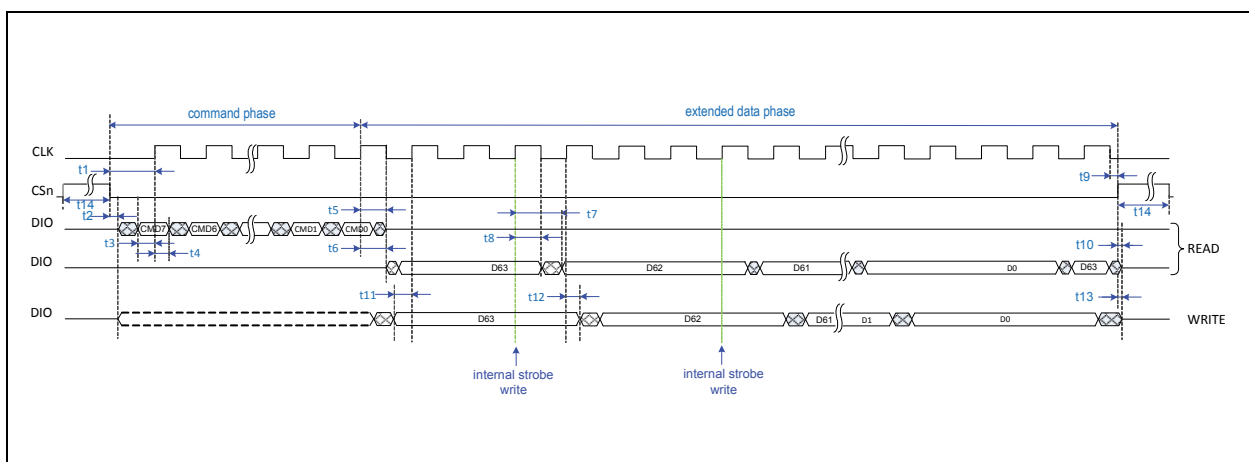 command phase
extended data phase
CLK
t1
t9
CSn
t14
t14
t2
t5
t7
DIO
CMD7
CMD6
CMD1
CMD0
t8
t3
t4
t6
t10
READ
DIO
D63
D62
D61
D0
D63
t11
t12
t13
DIO
D63
D62
D61
D1
D0
WRITE
internal strobe
write
internal strobe
write